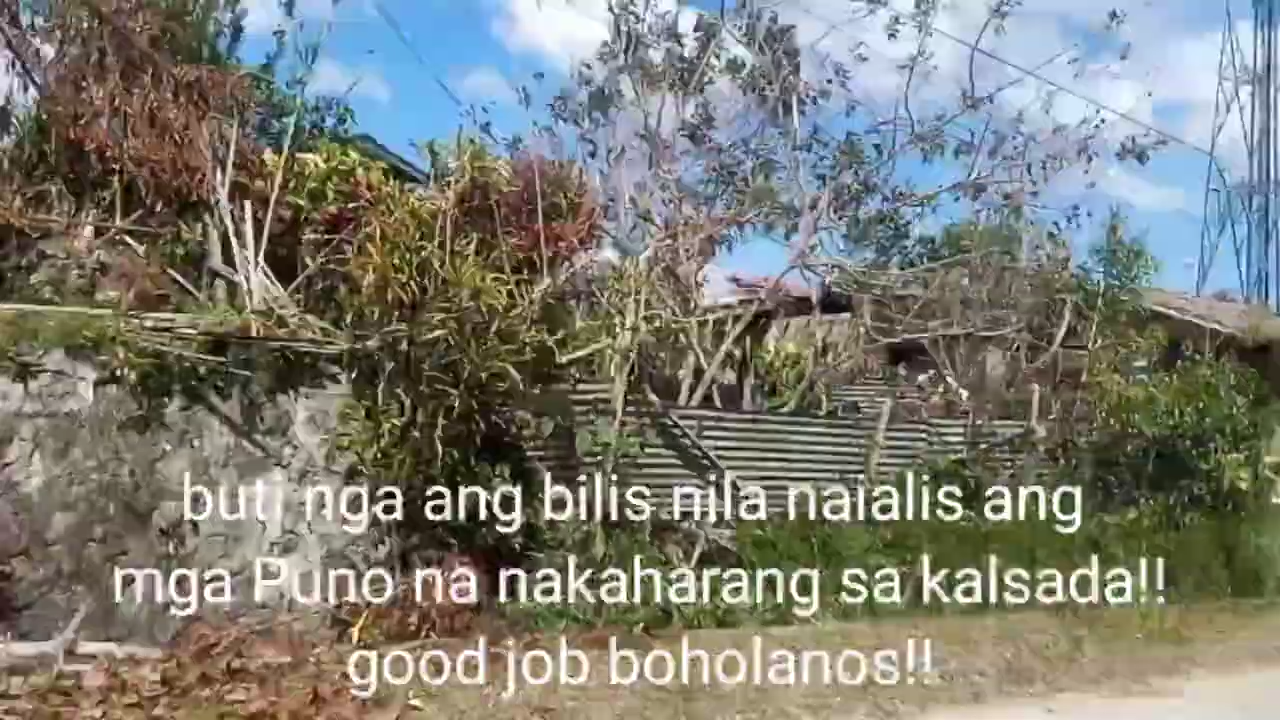 buti nga ang bilis nila naialis ang
mga Puno na nakaharang sa kalsada!!
good job boholanos!!